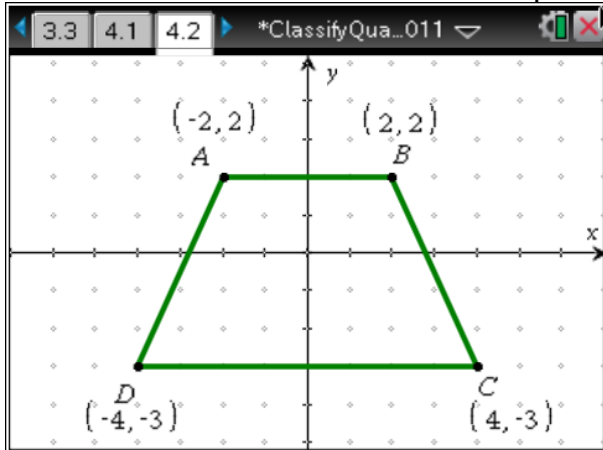 3.3 4.1 4.2 *ClassifyQua...011
y
(-2,2) (2,2)
A B
x
D C
(-4,-3) (4,-3)